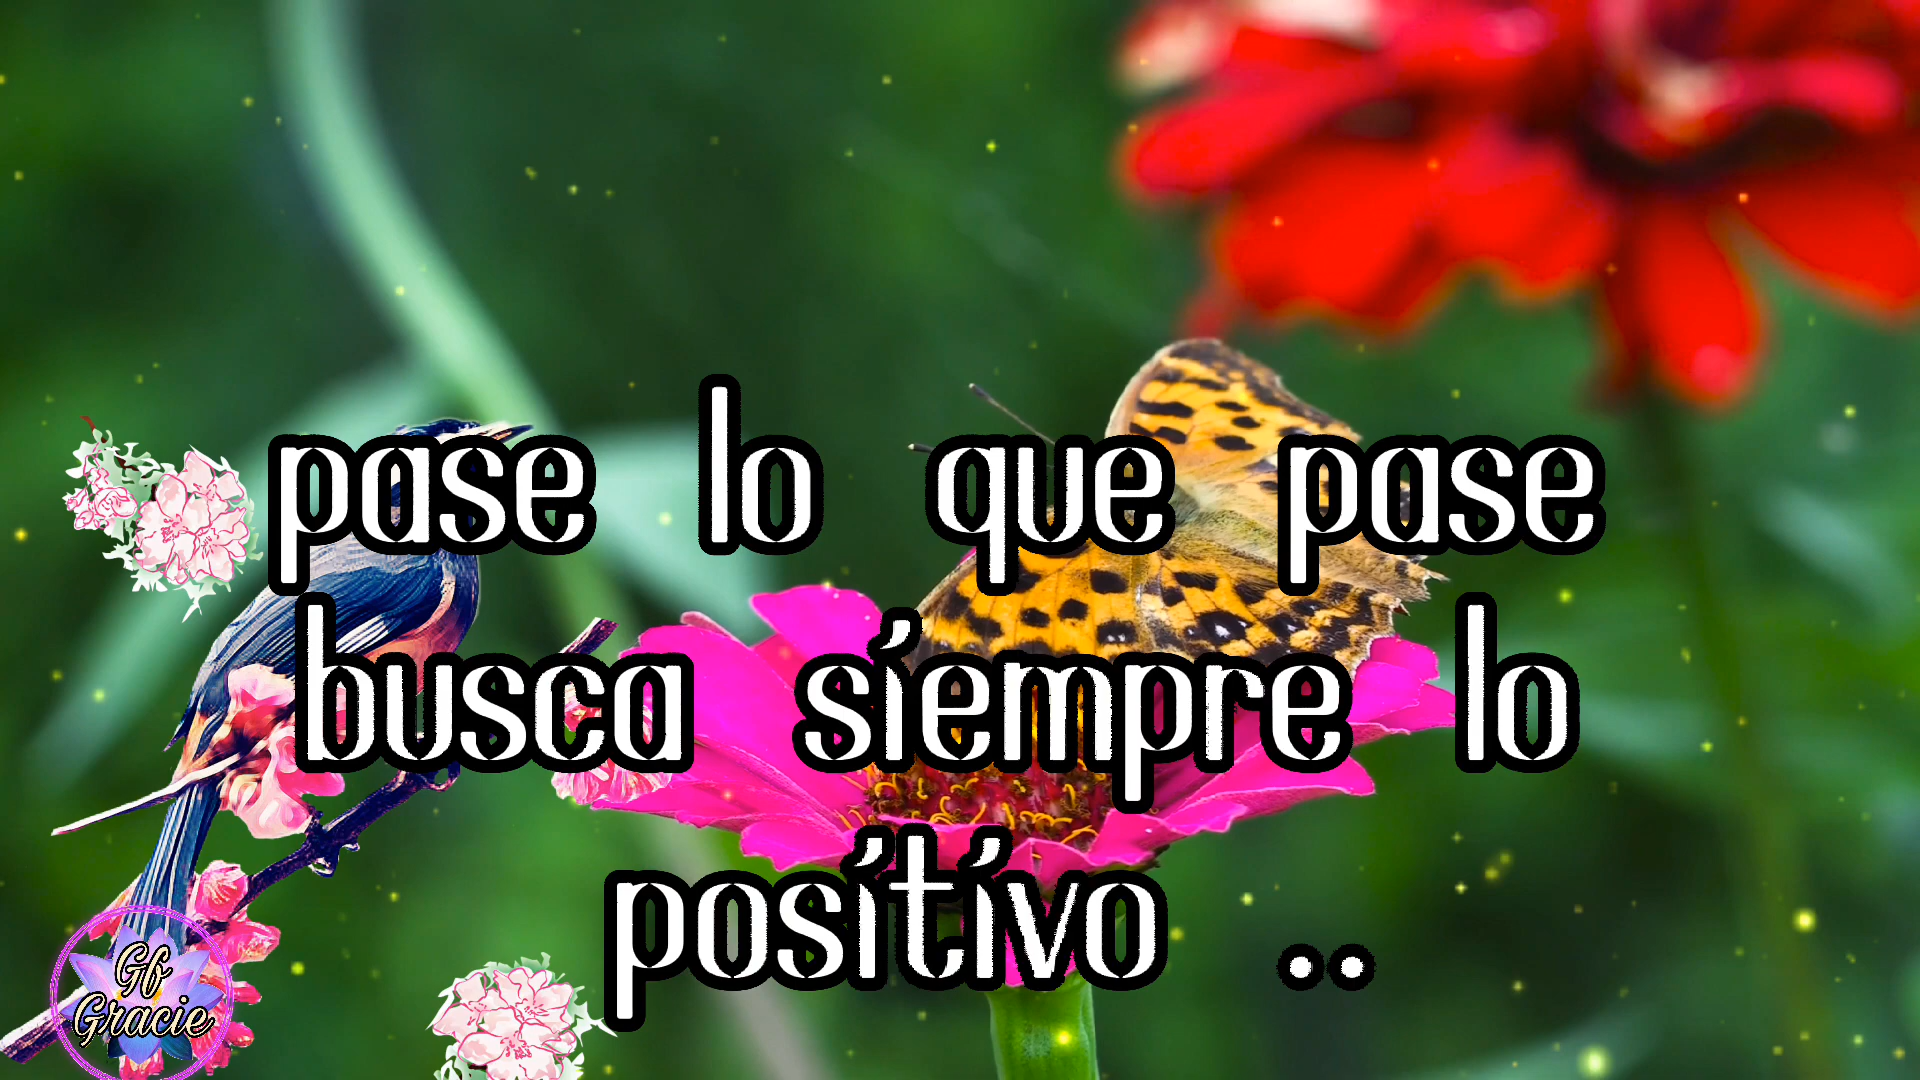 pase lo que pase
busca siempre lo
positivo ..
Gf
Gracie